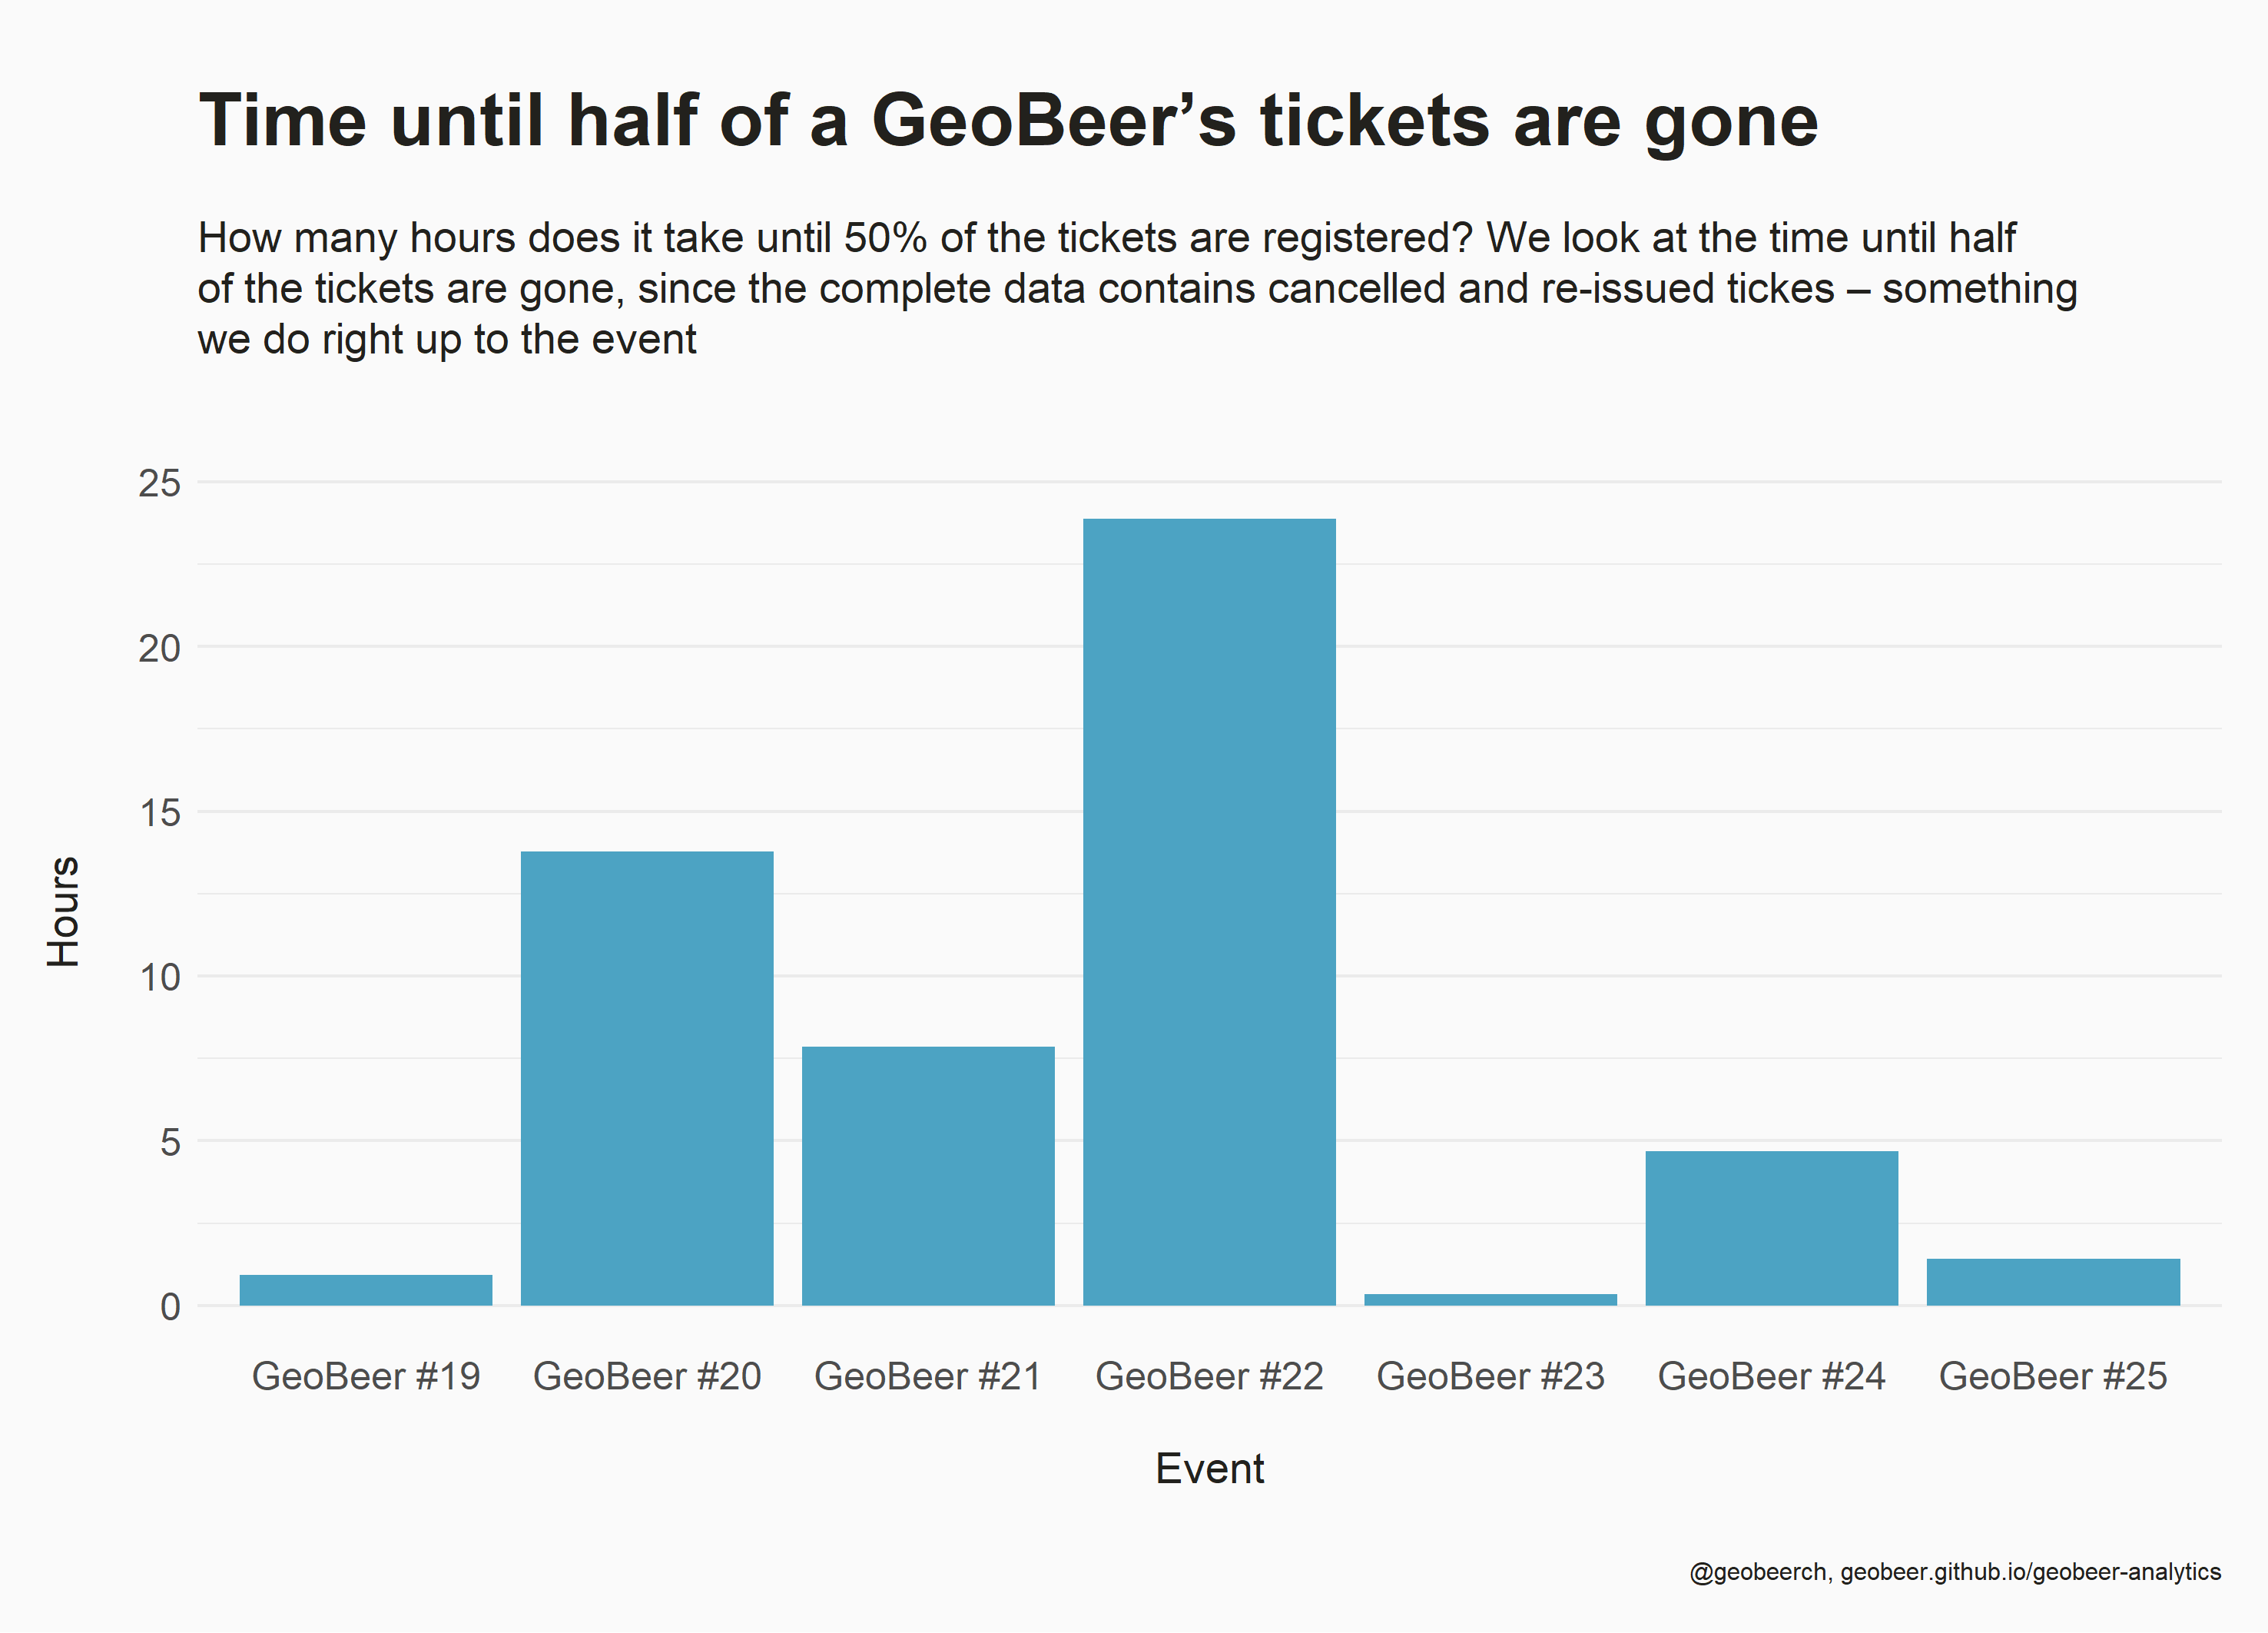 Time until half of a GeoBeer’s tickets are gone
How many hours does it take until 50% of the tickets are registered? We look at the time until half
of the tickets are gone, since the complete data contains cancelled and re-issued tickes – something
we do right up to the event
25
20
15
10
5
0
Hours
GeoBeer #19
GeoBeer #20
GeoBeer #21
GeoBeer #22
GeoBeer #23
GeoBeer #24
GeoBeer #25
Event
@geobeerch, geobeer.github.io/geobeer-analytics